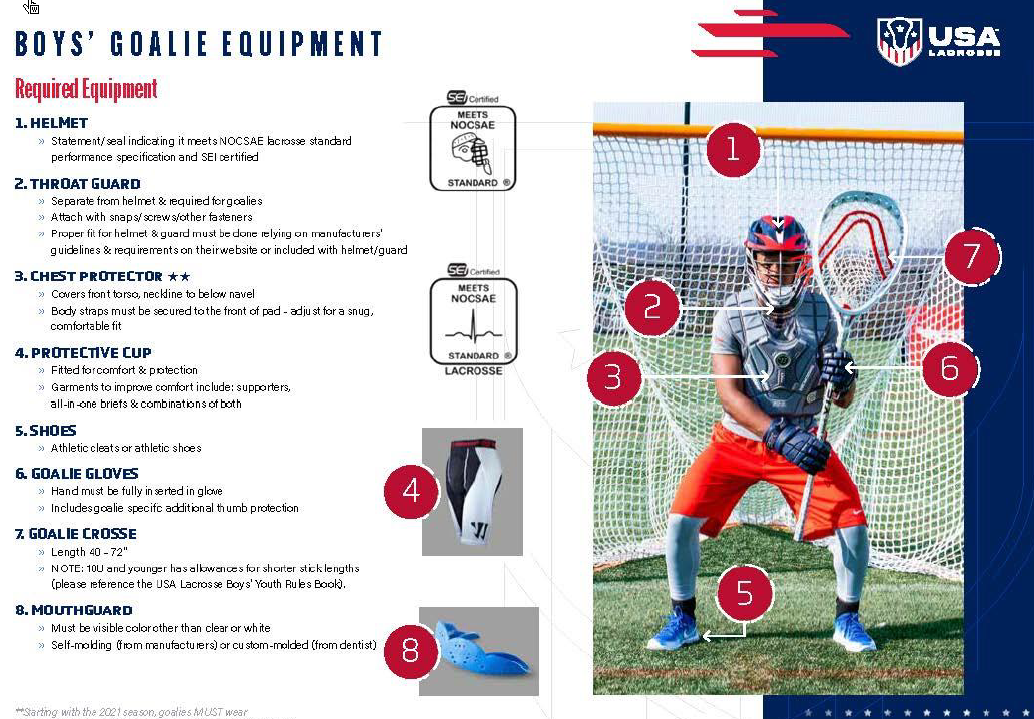 BOYS' GOALIE EQUIPMENT
USA
LACROSSE
Required Equipment
1. HELMET
» Statement/seal indicating it meets NOCSAE lacrosse standard
performance specification and SEI certified
2. THROAT GUARD
» Separate from helmet & required for goalies
» Attach with snaps/screws/other fasteners
» Proper fit for helmet & guard must be done relying on manufacturers'
guidelines & requirements on their website or included with helmet/guard
3. CHEST PROTECTOR ★★
» Covers front torso, neckline to below navel
» Body straps must be secured to the front of pad - adjust for a snug,
comfortable fit
4. PROTECTIVE CUP
» Fitted for comfort & protection
» Garments to improve comfort include: supporters,
all-in-one briefs & combinations of both
5. SHOES
» Athletic cleats or athletic shoes
6. GOALIE GLOVES
» Hand must be fully inserted in glove
» Includes goalie specifc additional thumb protection
7. GOALIE CROSSE
» Length 40 - 72"
» NOTE: 10U and younger has allowances for shorter stick lengths
(please reference the USA Lacrosse Boys' Youth Rules Book).
8. MOUTHGUARD
» Must be visible color other than clear or white
» Self-molding (from manufacturers) or custom-molded (from dentist)
**Starting with the 2021 season, goalies MUST wear
SEI Certified
MEETS
NOCSAE
STANDARD ®
SEI Certified
MEETS
NOCSAE
STANDARD ®
LACROSSE
4
8
1
2
3
7
6
5